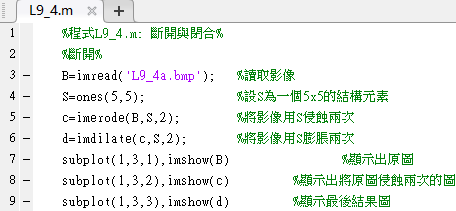 L9_4.m × +
1 %程式L9_4.m: 斷開與閉合%
2 %斷開%
3 – B=imread('L9_4a.bmp'); %讀取影像
4 – S=ones(5,5); %設S為一個5x5的結構元素
5 – c=imerode(B,S,2); %將影像用S侵蝕兩次
6 – d=imdilate(c,S,2); %將影像用S膨脹兩次
7 – subplot(1,3,1),imshow(B) %顯示出原圖
8 – subplot(1,3,2),imshow(c) %顯示出將原圖侵蝕兩次的圖
9 – subplot(1,3,3),imshow(d) %顯示最後結果圖